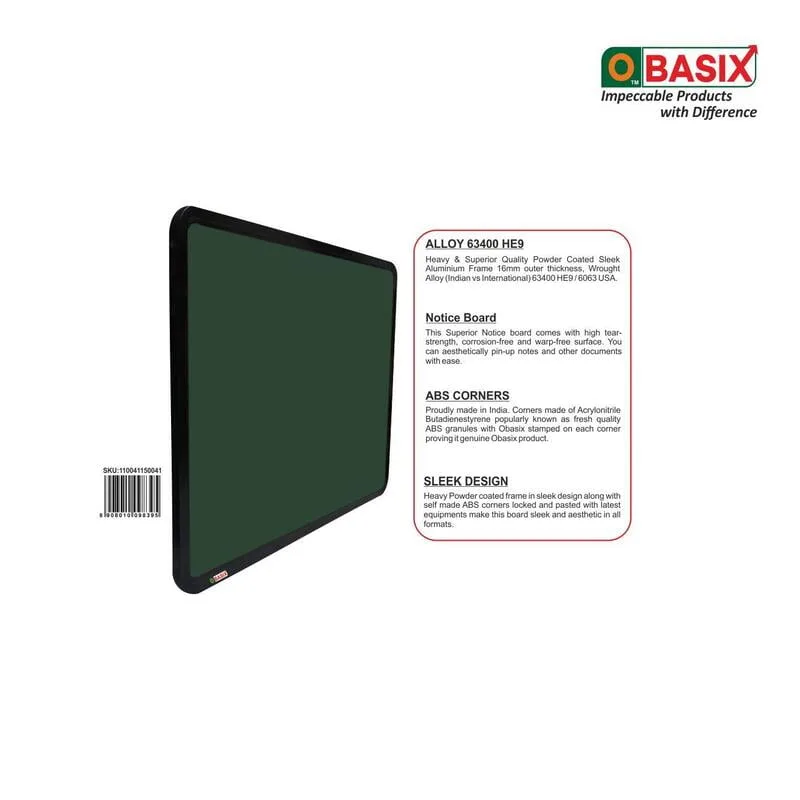 OBASIX
TM
Impeccable Products
with Difference
ALLOY 63400 HE9
Heavy & Superior Quality Powder Coated Sleek
Aluminium Frame 16mm outer thickness, Wrought
Alloy (Indian vs International) 63400 HE9 / 6063 USA.
Notice Board
This Superior Notice board comes with high tear-
strength, corrosion-free and warp-free surface. You
can aesthetically pin-up notes and other documents
with ease.
ABS CORNERS
Proudly made in India. Corners made of Acrylonitrile
Butadienestyrene popularly known as fresh quality
ABS granules with Obasix stamped on each corner
proving it genuine Obasix product.
SLEEK DESIGN
Heavy Powder coated frame in sleek design along with
self made ABS corners locked and pasted with latest
equipments make this board sleek and aesthetic in all
formats.
SKU:110041150041
8908010098395
OBASIX